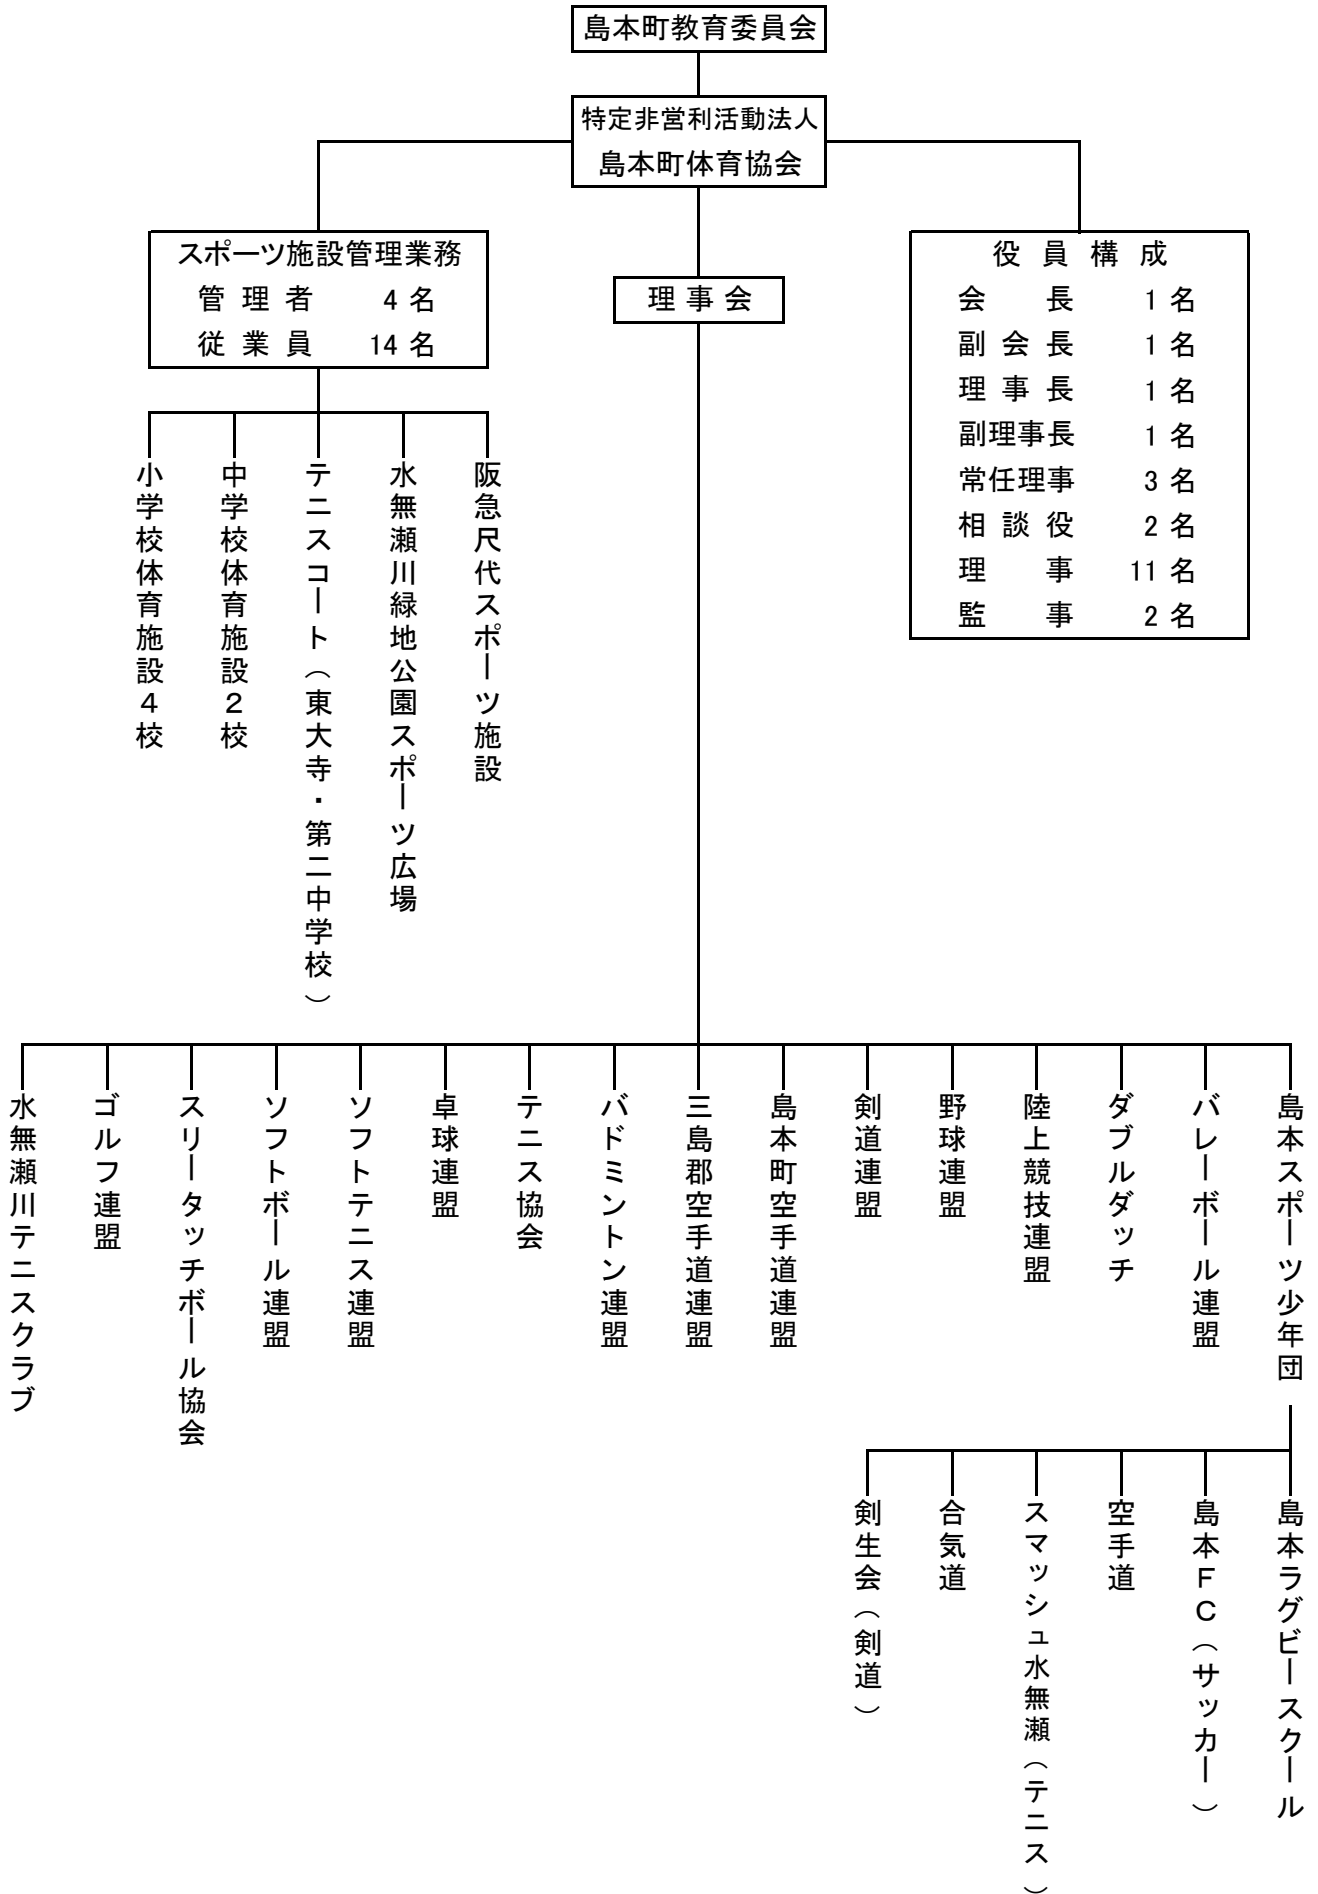 島本町教育委員会
特定非営利活動法人
島本町体育協会
スポーツ施設管理業務
管理者 4 名
従業員 14 名
理事会
役員構成
会長 1 名
副会長 1 名
理事長 1 名
副理事長 1 名
常任理事 3 名
相談役 2 名
理事 11 名
監事 2 名
小学校体育施設４校
中学校体育施設２校
テニスコート（東大寺・第二中学校）
水無瀬川緑地公園スポーツ広場
阪急尺代スポーツ施設
水無瀬川テニスクラブ
ゴルフ連盟
スリータッチボール協会
ソフトボール連盟
ソフトテニス連盟
卓球連盟
テニス協会
バドミントン連盟
三島郡空手道連盟
島本町空手道連盟
剣道連盟
野球連盟
陸上競技連盟
ダブルダッチ
バレーボール連盟
島本スポーツ少年団
剣生会（剣道）
合気道
スマッシュ水無瀬（テニス）
空手道
島本ＦＣ（サッカー）
島本ラグビースクール